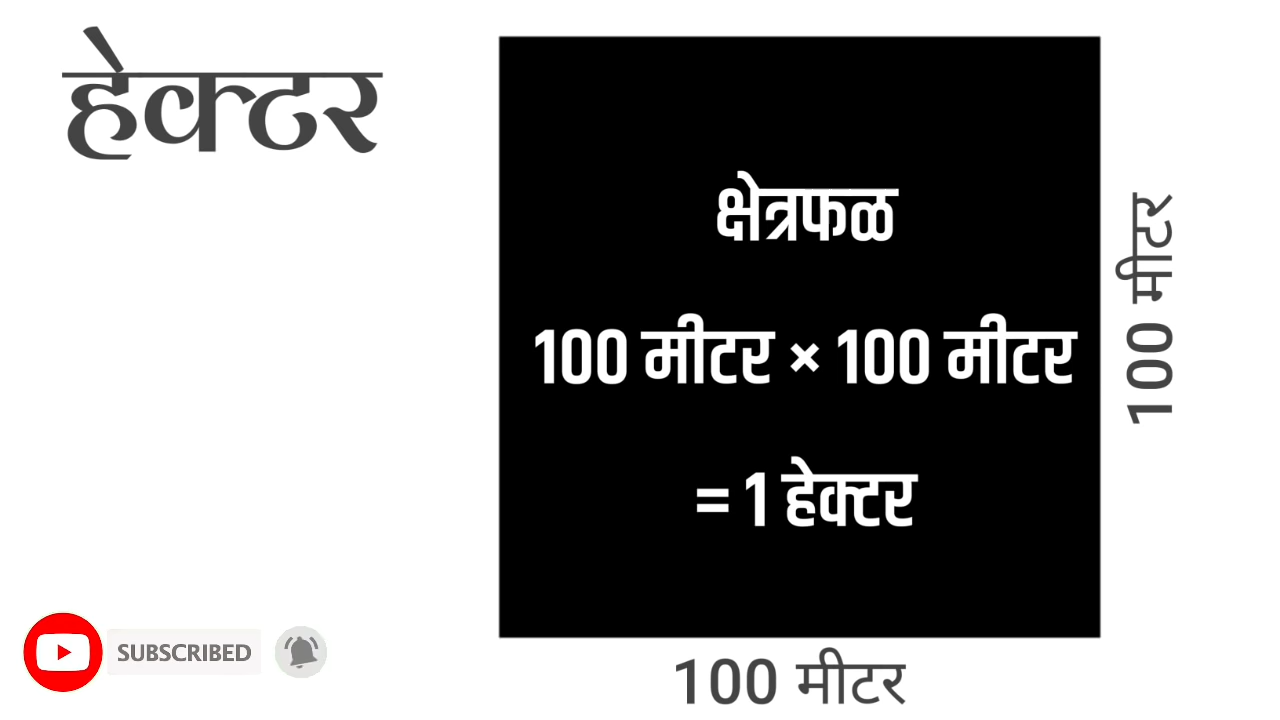 हेक्टर
क्षेत्रफळ
100 मीटर × 100 मीटर
= 1 हेक्टर
100 मीटर
100 मीटर
SUBSCRIBED